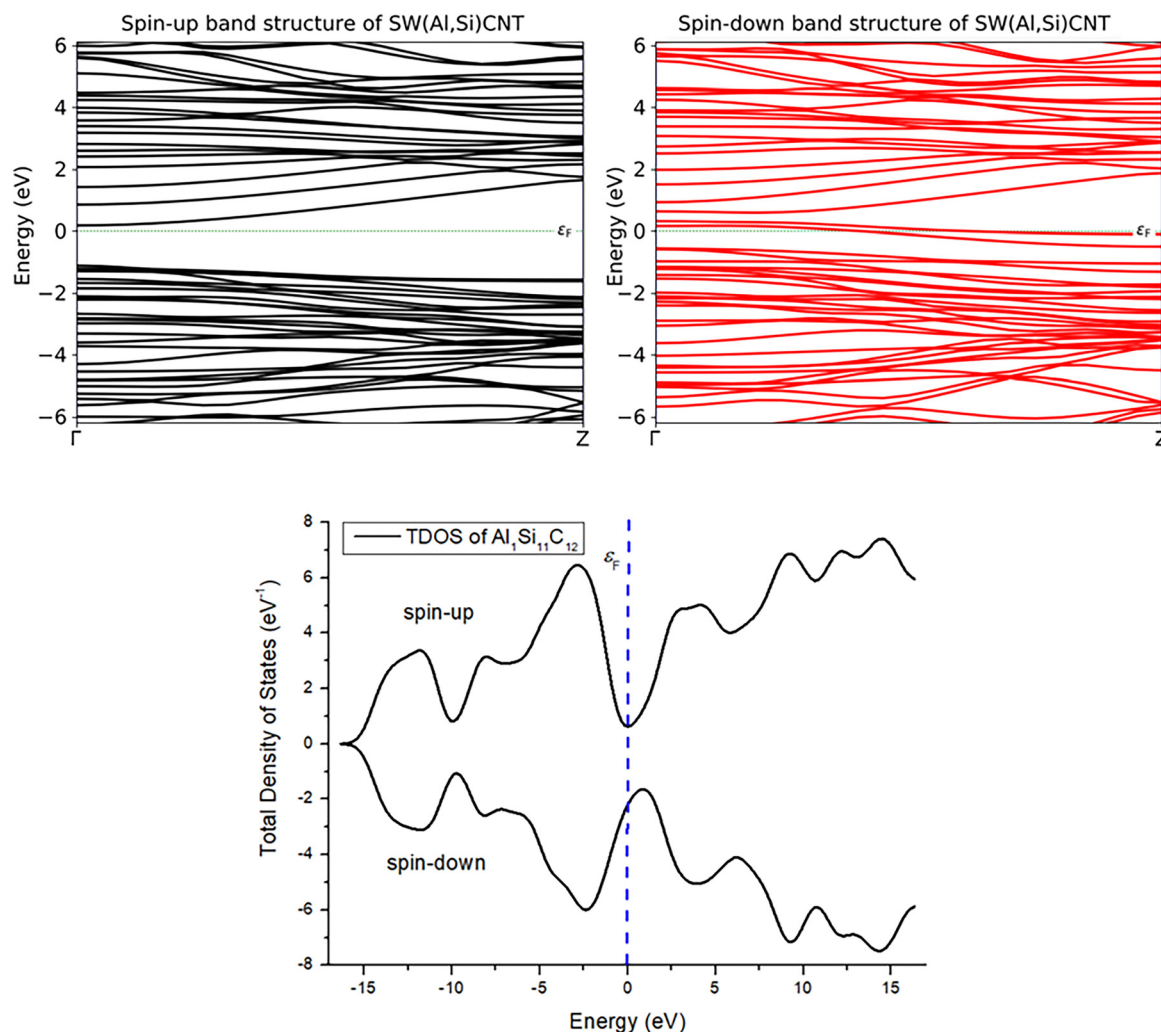 Spin-up band structure of SW(Al,Si)CNT
Energy (eV)
6
4
2
0
−2
−4
−6
Γ
Z
εF
Spin-down band structure of SW(Al,Si)CNT
Energy (eV)
6
4
2
0
−2
−4
−6
Γ
Z
εF
TDOS of Al1Si11C12
εF
spin-up
spin-down
Total Density of States (eV⁻¹)
8
6
4
2
0
-2
-4
-6
-8
-15
-10
-5
0
5
10
15
Energy (eV)